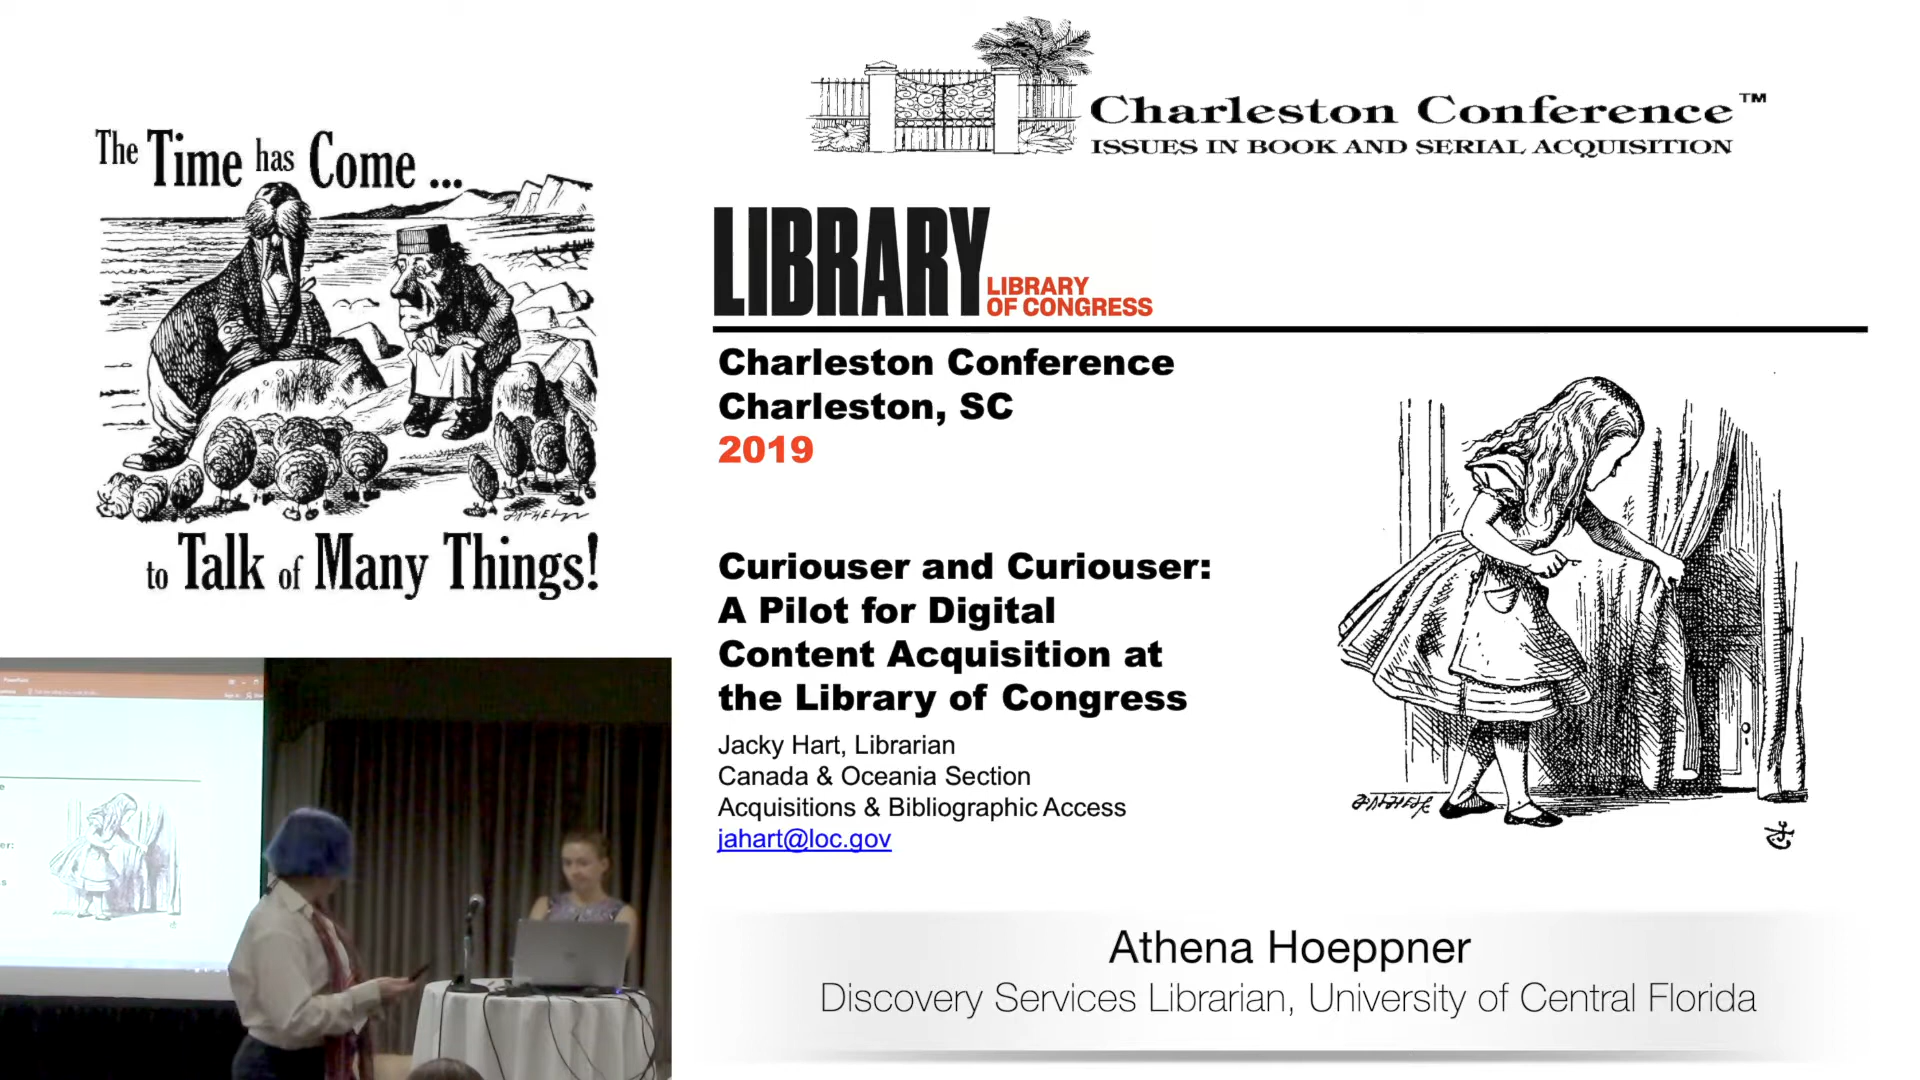 The Time has Come ...
to Talk of Many Things!
Charleston Conference™
ISSUES IN BOOK AND SERIAL ACQUISITION
LIBRARY
LIBRARY
OF CONGRESS
Charleston Conference
Charleston, SC
2019
Curiouser and Curiouser:
A Pilot for Digital
Content Acquisition at
the Library of Congress
Jacky Hart, Librarian
Canada & Oceania Section
Acquisitions & Bibliographic Access
jahart@loc.gov
Athena Hoeppner
Discovery Services Librarian, University of Central Florida